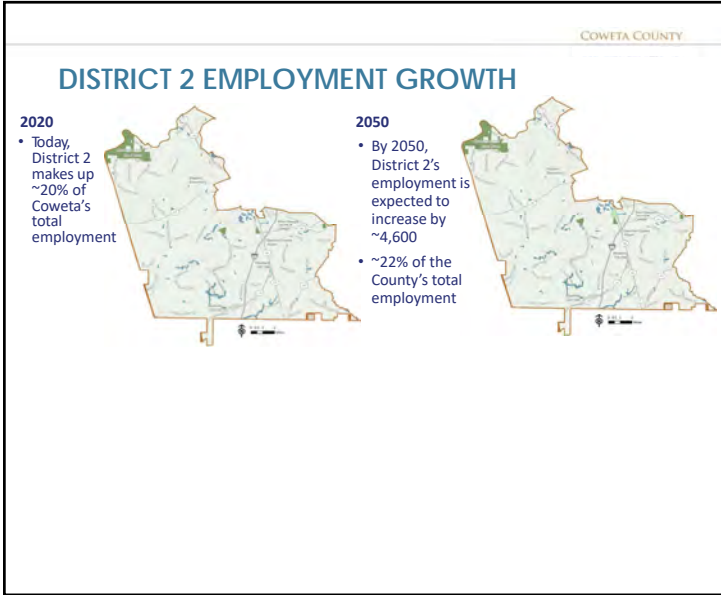 COWETA COUNTY
DISTRICT 2 EMPLOYMENT GROWTH
2020
• Today,
District 2
makes up
~20% of
Coweta's
total
employment
2050
• By 2050,
District 2's
employment is
expected to
increase by
~4,600
• ~22% of the
County's total
employment